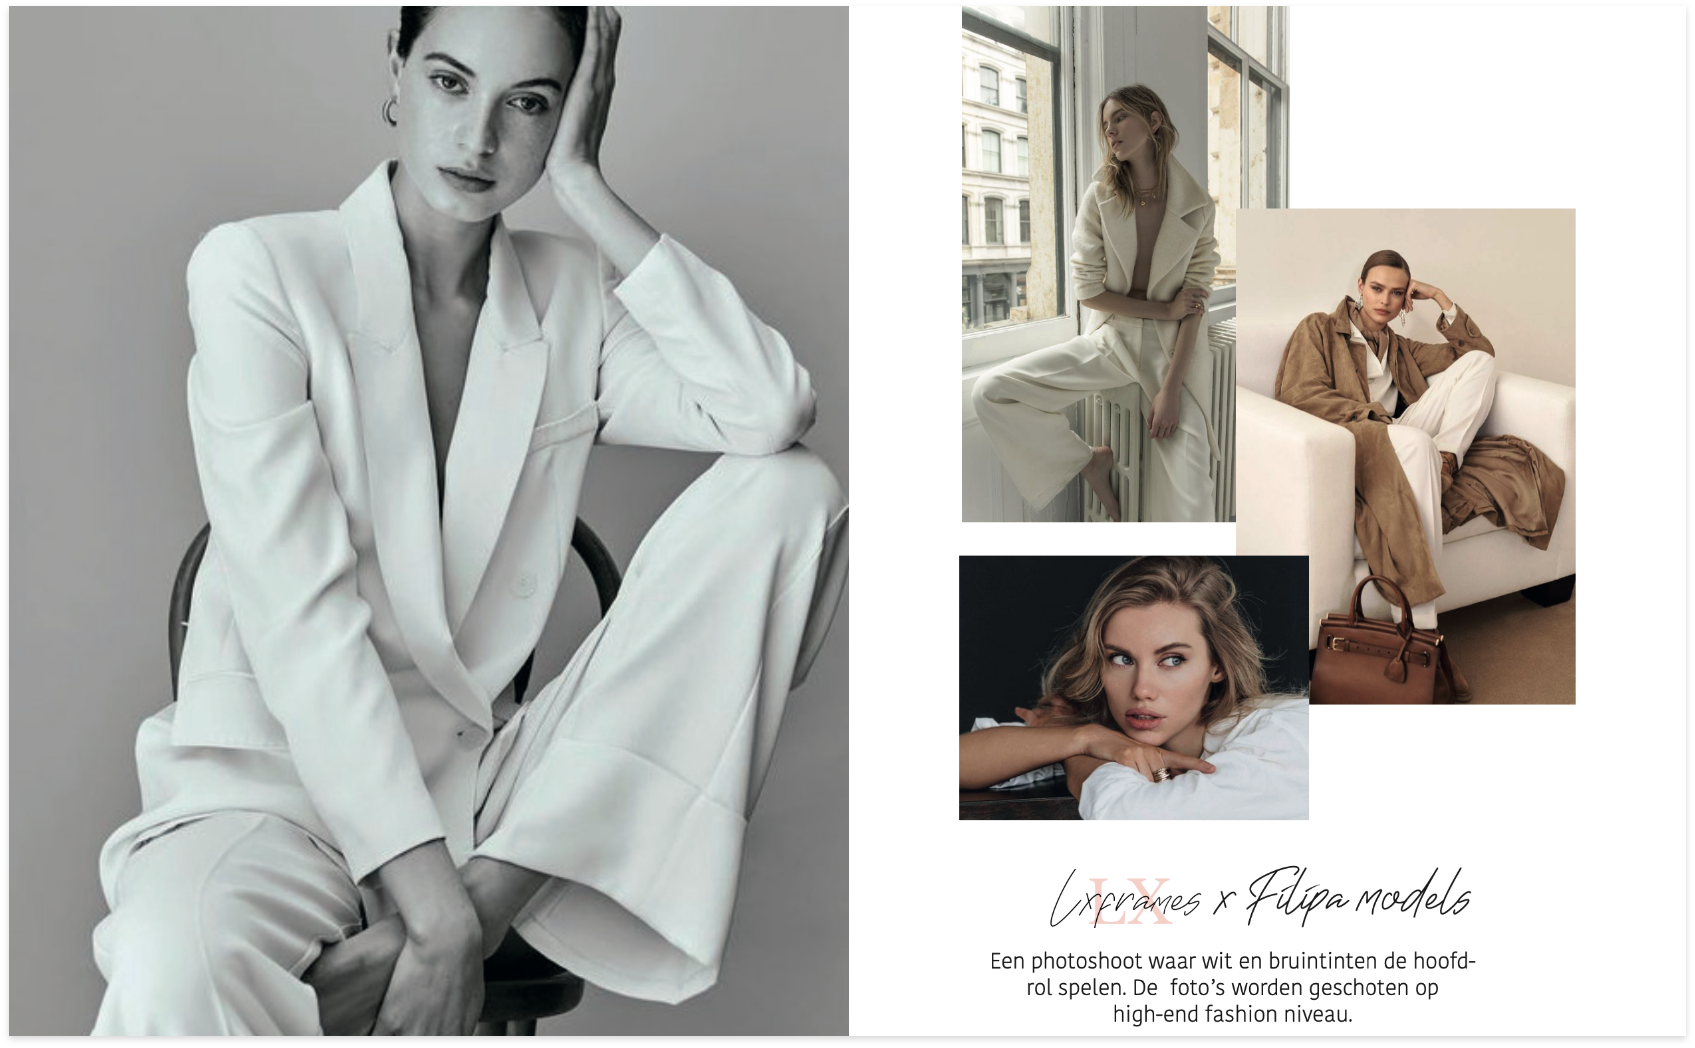 LX
Lxframes x Filipa models
Een photoshoot waar wit en bruintinten de hoofd-
rol spelen. De  foto's worden geschoten op
high-end fashion niveau.